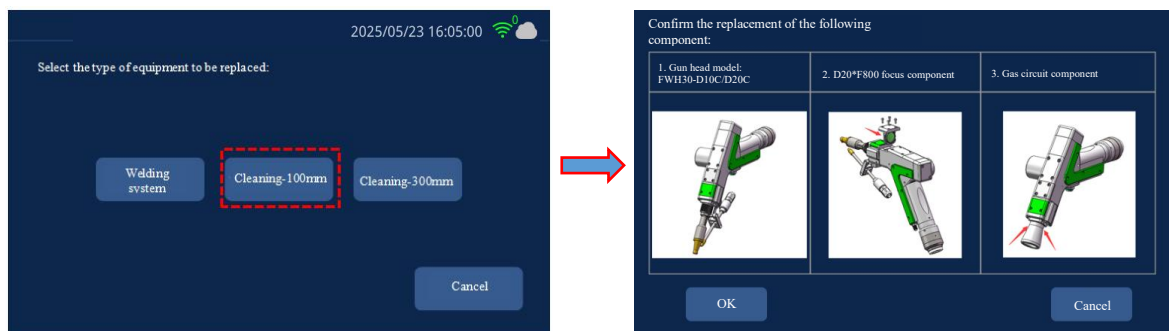 2025/05/23 16:05:00
0
Select the type of equipment to be replaced:
Welding
system
Cleaning-100mm
Cleaning-300mm
Cancel
Confirm the replacement of the following
component:
1. Gun head model:
FWH30-D10C/D20C
2. D20*F800 focus component
3. Gas circuit component
OK
Cancel